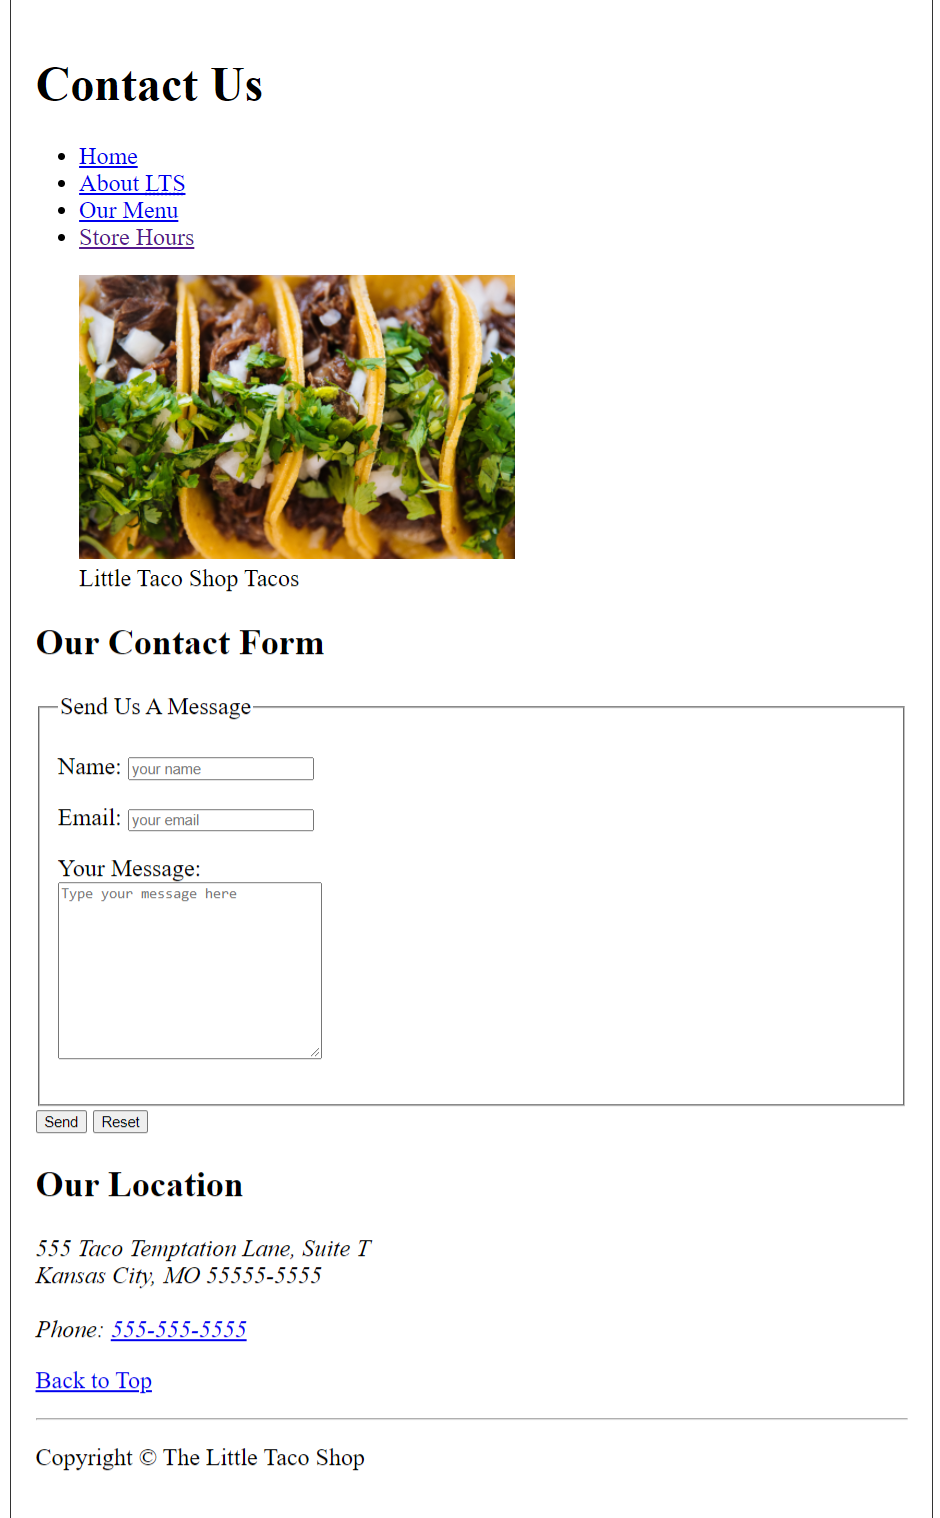 Contact Us
Home
About LTS
Our Menu
Store Hours
Little Taco Shop Tacos
Our Contact Form
Send Us A Message
Name: your name
Email: your email
Your Message:
Type your message here
Send Reset
Our Location
555 Taco Temptation Lane, Suite T
Kansas City, MO 55555-5555
Phone: 555-555-5555
Back to Top
Copyright © The Little Taco Shop